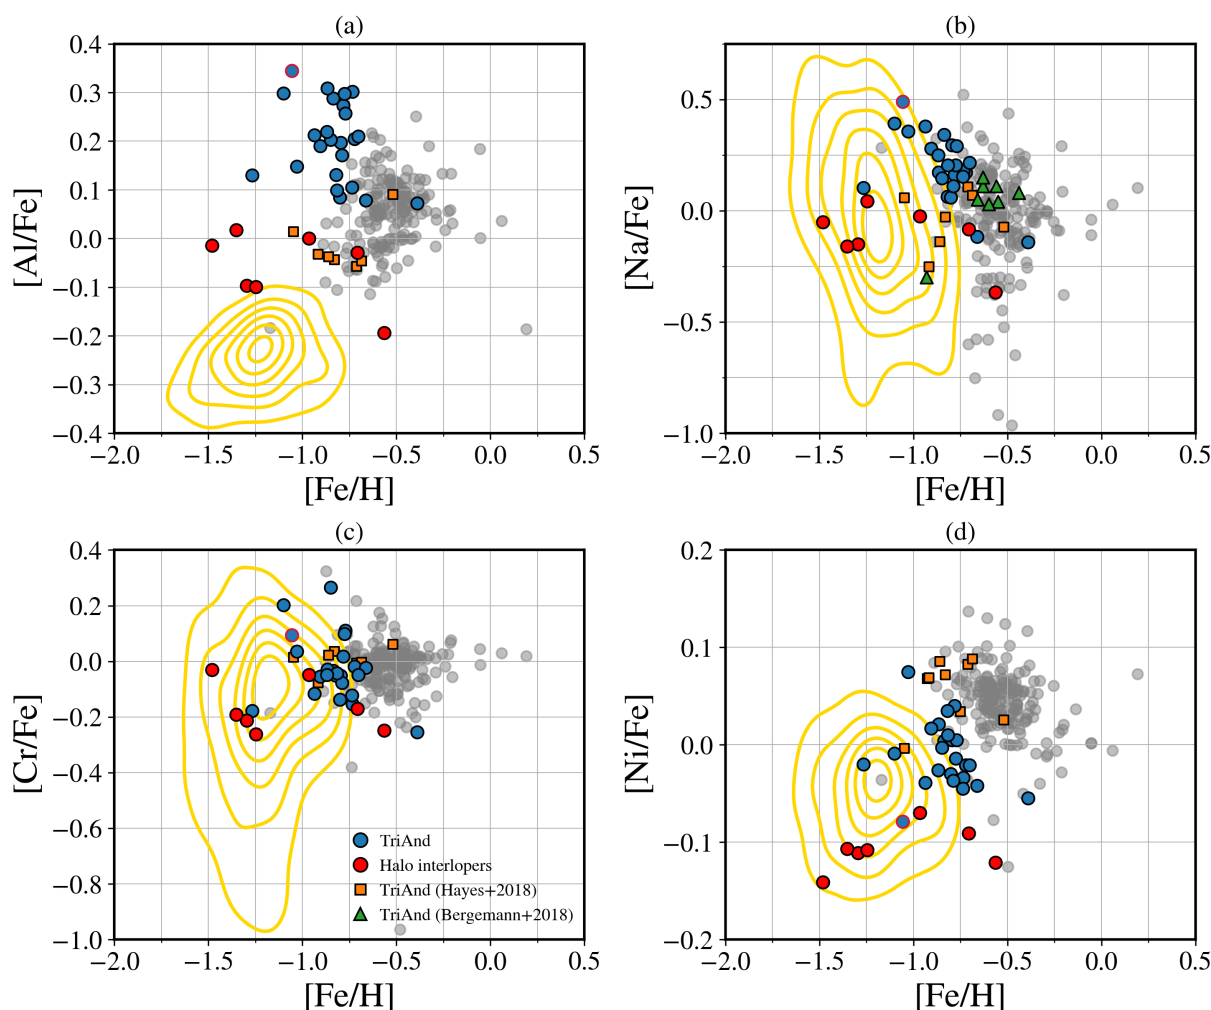 (a)
0.4
0.3
0.2
0.1
0.0
−0.1
−0.2
−0.3
−0.4
[Al/Fe]
−2.0 −1.5 −1.0 −0.5 0.0 0.5
[Fe/H]
(b)
0.5
0.0
−0.5
−1.0
[Na/Fe]
−2.0 −1.5 −1.0 −0.5 0.0 0.5
[Fe/H]
(c)
0.4
0.2
0.0
−0.2
−0.4
−0.6
−0.8
−1.0
[Cr/Fe]
TriAnd
Halo interlopers
TriAnd (Hayes+2018)
TriAnd (Bergemann+2018)
−2.0 −1.5 −1.0 −0.5 0.0 0.5
[Fe/H]
(d)
0.2
0.1
0.0
−0.1
−0.2
[Ni/Fe]
−2.0 −1.5 −1.0 −0.5 0.0 0.5
[Fe/H]